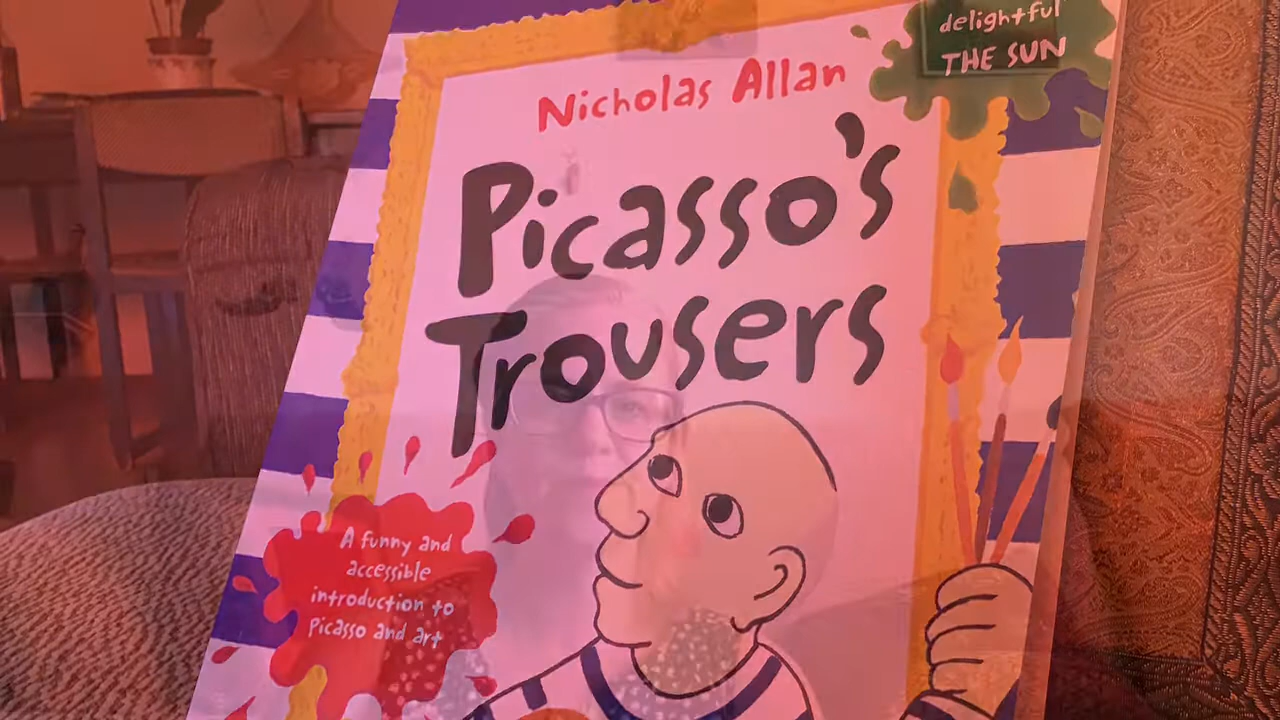 delightful
THE SUN
Nicholas Allan
Picasso's
Trousers
A funny and
accessible
introduction to
Picasso and art